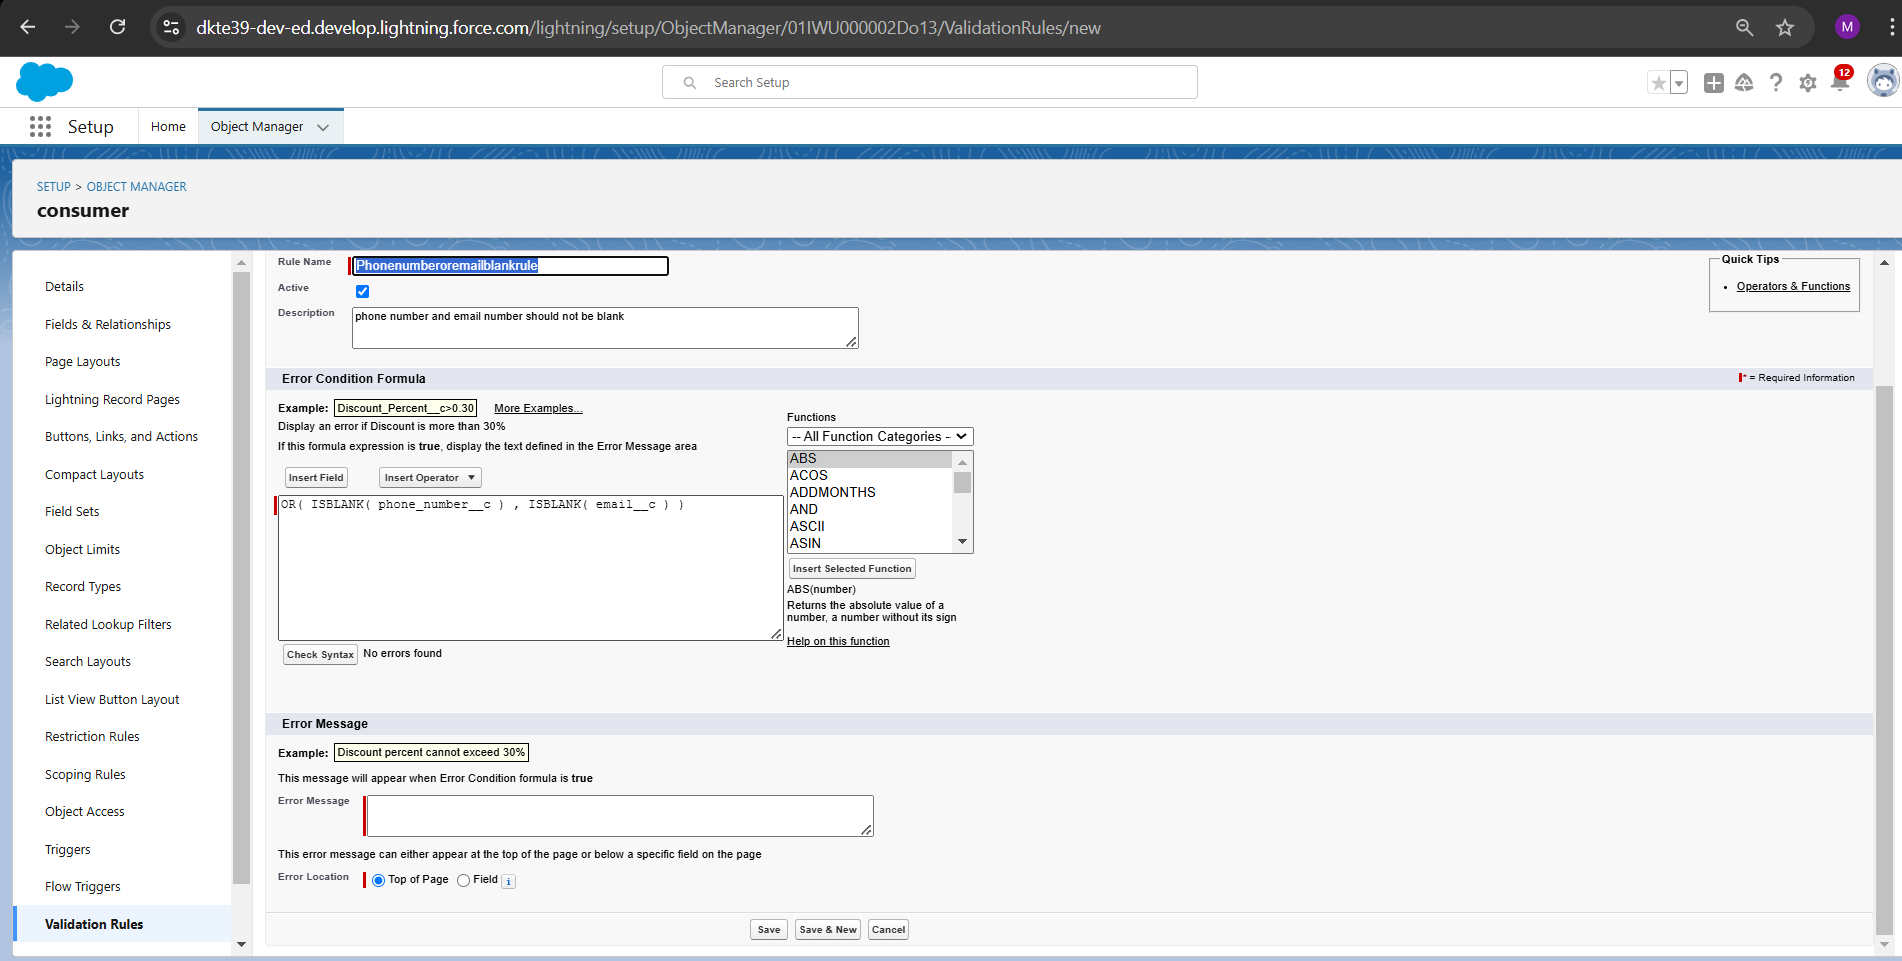 dkte39-dev-ed.develop.lightning.force.com/lightning/setup/ObjectManager/01IWU000002Do13/ValidationRules/new
M
Search Setup
12
Setup
Home
Object Manager
SETUP > OBJECT MANAGER
consumer
Details
Fields & Relationships
Page Layouts
Lightning Record Pages
Buttons, Links, and Actions
Compact Layouts
Field Sets
Object Limits
Record Types
Related Lookup Filters
Search Layouts
List View Button Layout
Restriction Rules
Scoping Rules
Object Access
Triggers
Flow Triggers
Validation Rules
Rule Name
Phonenumberoremailblankrule
Active
Description
phone number and email number should not be blank
Quick Tips
• Operators & Functions
Error Condition Formula
* = Required Information
Example: Discount_Percent__c>0.30 More Examples...
Display an error if Discount is more than 30%
If this formula expression is true, display the text defined in the Error Message area
Insert Field
Insert Operator
OR( ISBLANK( phone_number__c ) , ISBLANK( email__c ) )
Check Syntax
No errors found
Functions
-- All Function Categories --
ABS
ACOS
ADDMONTHS
AND
ASCII
ASIN
Insert Selected Function
ABS(number)
Returns the absolute value of a
number, a number without its sign
Help on this function
Error Message
Example: Discount percent cannot exceed 30%
This message will appear when Error Condition formula is true
Error Message
This error message can either appear at the top of the page or below a specific field on the page
Error Location
Top of Page
Field
i
Save
Save & New
Cancel